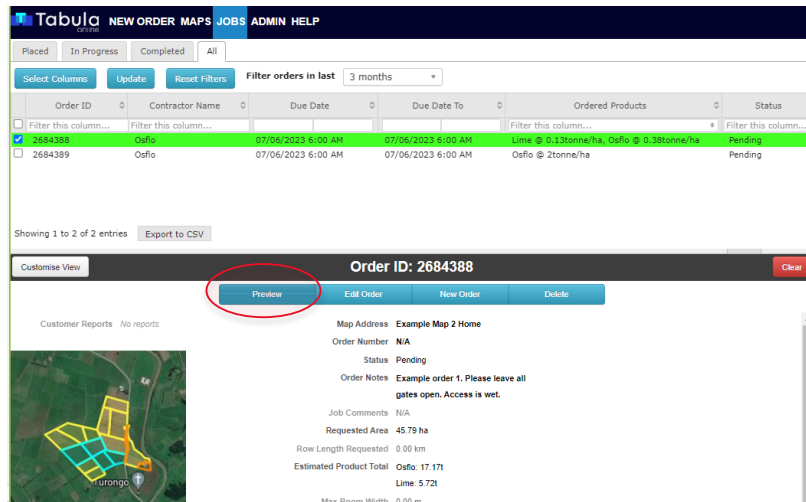 Tabula online NEW ORDER MAPS JOBS ADMIN HELP
Placed In Progress Completed All
Select Columns Update Reset Filters Filter orders in last 3 months
Order ID Contractor Name Due Date Due Date To Ordered Products Status
Filter this column... Filter this column... Filter this column... Filter this column...
2684388 Osflo 07/06/2023 6:00 AM 07/06/2023 6:00 AM Lime @ 0.13tonne/ha, Osflo @ 0.38tonne/ha Pending
2684389 Osflo 07/06/2023 6:00 AM 07/06/2023 6:00 AM Osflo @ 2tonne/ha Pending
Showing 1 to 2 of 2 entries Export to CSV
Customise View Order ID: 2684388 Clear
Preview Edit Order New Order Delete
Customer Reports No reports Map Address Example Map 2 Home
Order Number N/A
Status Pending
Order Notes Example order 1. Please leave all
gates open. Access is wet.
Job Comments N/A
Requested Area 45.79 ha
Row Length Requested 0.00 km
Estimated Product Total Osflo: 17.17t
Lime: 5.72t
Turongo
Max Boom Width 0.00 m